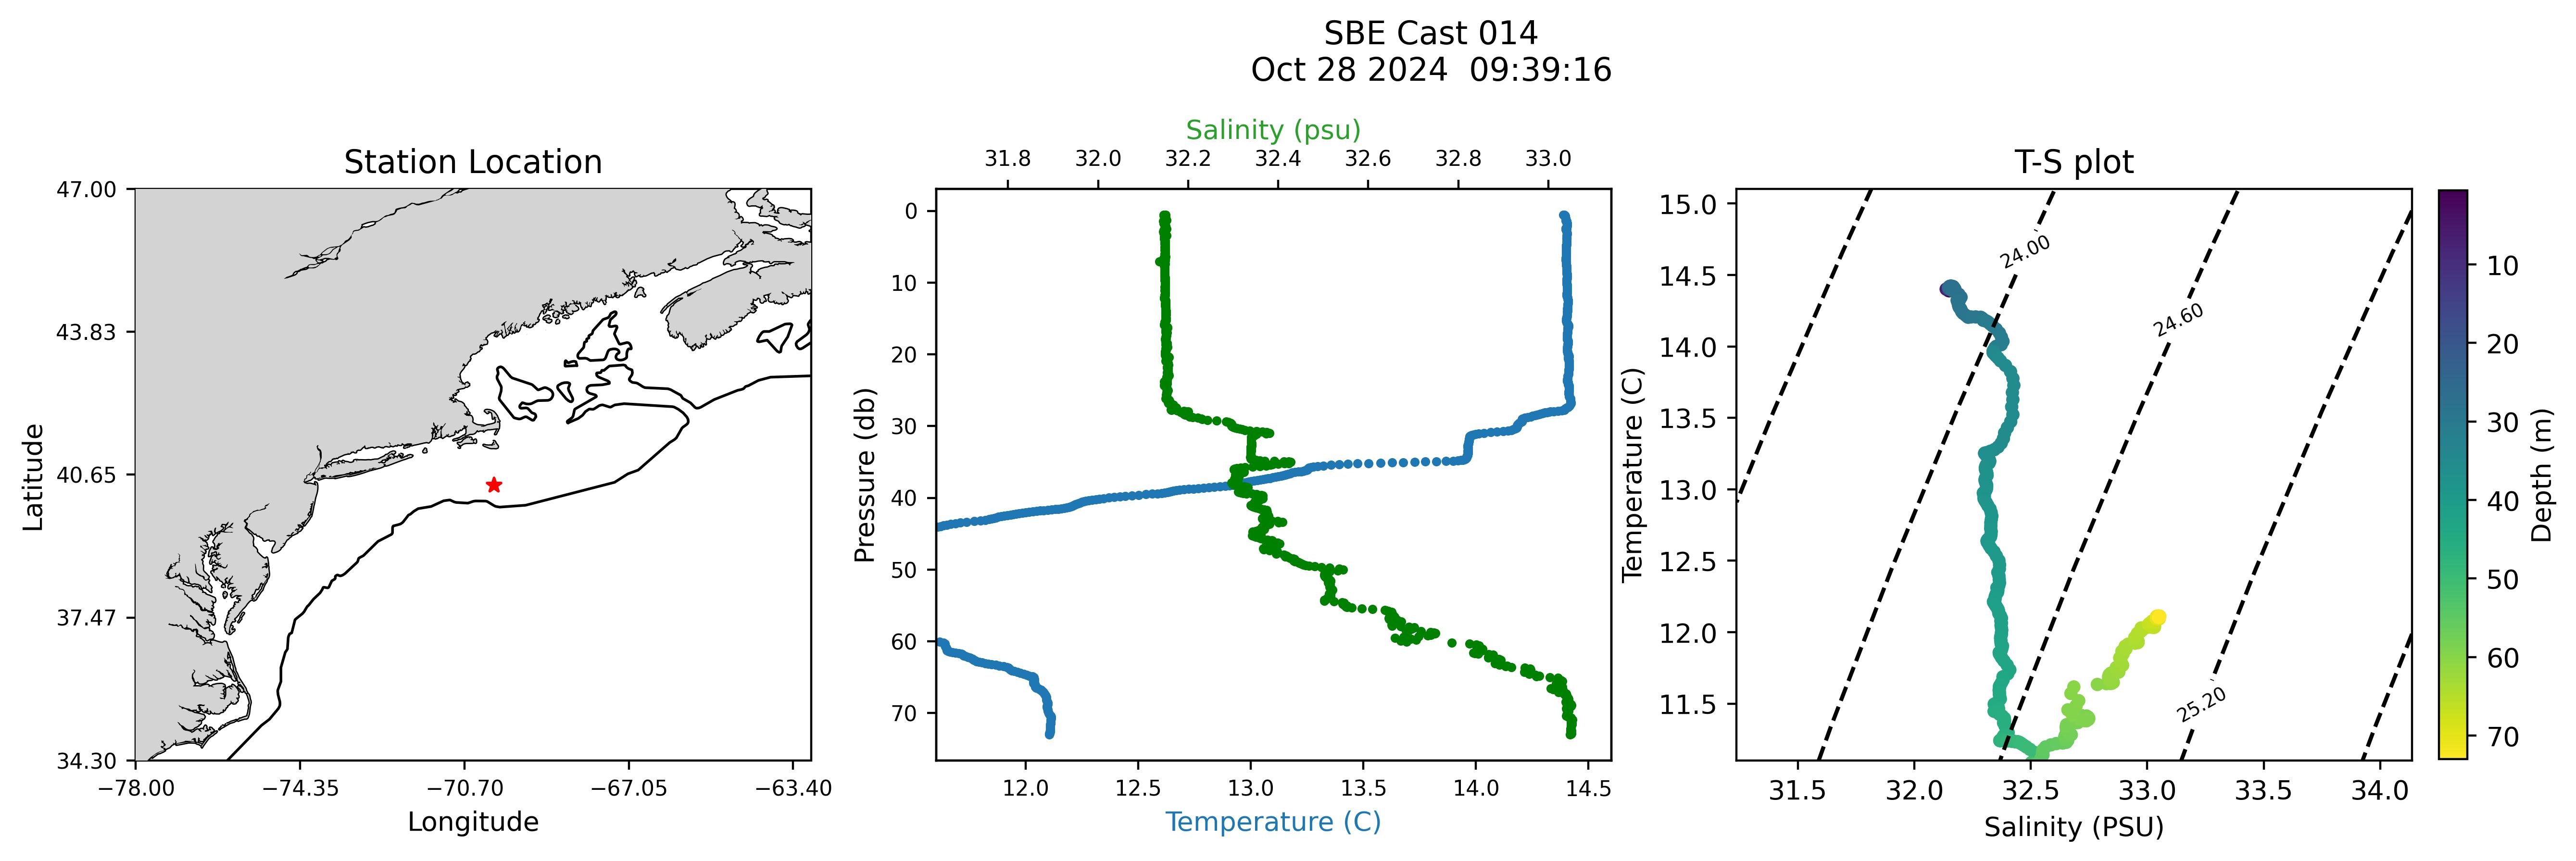 SBE Cast 014
Oct 28 2024  09:39:16
Station Location
47.00
43.83
40.65
37.47
34.30
Latitude
−78.00 −74.35 −70.70 −67.05 −63.40
Longitude
Salinity (psu)
31.8 32.0 32.2 32.4 32.6 32.8 33.0
0
10
20
30
40
50
60
70
Pressure (db)
12.0 12.5 13.0 13.5 14.0 14.5
Temperature (C)
T-S plot
15.0
14.5
14.0
13.5
13.0
12.5
12.0
11.5
Temperature (C)
24.00
24.60
25.20
31.5 32.0 32.5 33.0 33.5 34.0
Salinity (PSU)
10
20
30
40
50
60
70
Depth (m)